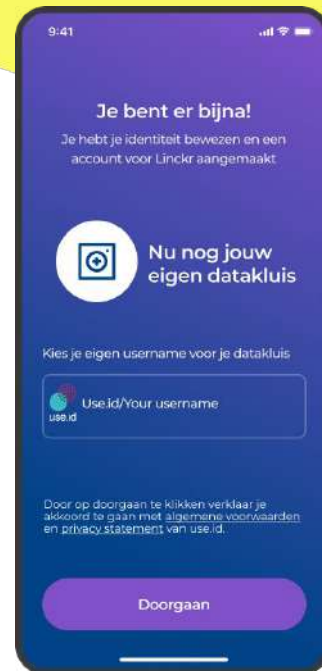 9:41
Je bent er bijna!
Je hebt je identiteit bewezen en een
account voor Linckr aangemaakt
Nu nog jouw
eigen datakluis
Kies je eigen username voor je datakluis
use.id
Use.id/Your username
Door op doorgaan te klikken verklaar je
akkoord te gaan met algemene voorwaarden
en privacy statement van use.id.
Doorgaan